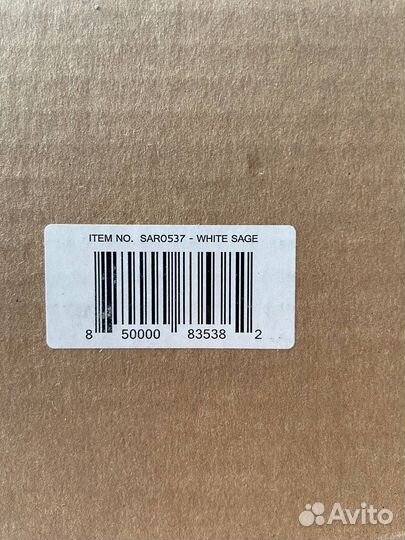 ITEM NO. SAR0537 - WHITE SAGE
8 50000 83538 2
Avito